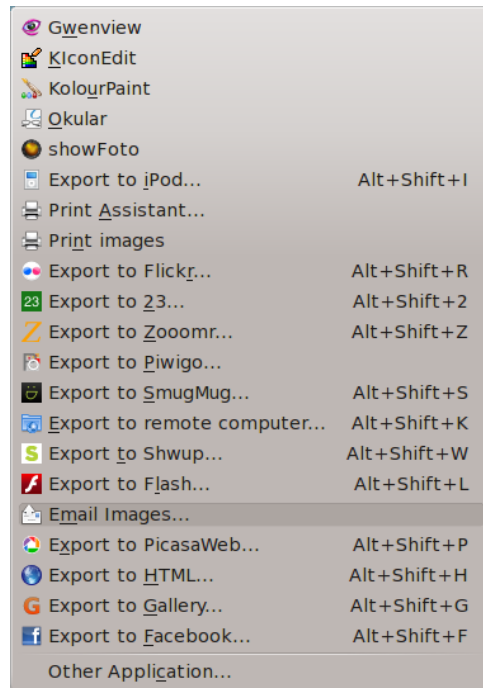 Gwenview
KIconEdit
KolourPaint
Okular
showFoto
Export to iPod... Alt+Shift+I
Print Assistant...
Print images
Export to Flickr... Alt+Shift+R
23 Export to 23... Alt+Shift+2
Z Export to Zooomr... Alt+Shift+Z
Export to Piwigo...
Export to SmugMug... Alt+Shift+S
Export to remote computer... Alt+Shift+K
S Export to Shwup... Alt+Shift+W
Export to Flash... Alt+Shift+L
Email Images...
Export to PicasaWeb... Alt+Shift+P
Export to HTML... Alt+Shift+H
G Export to Gallery... Alt+Shift+G
f Export to Facebook... Alt+Shift+F
Other Application...